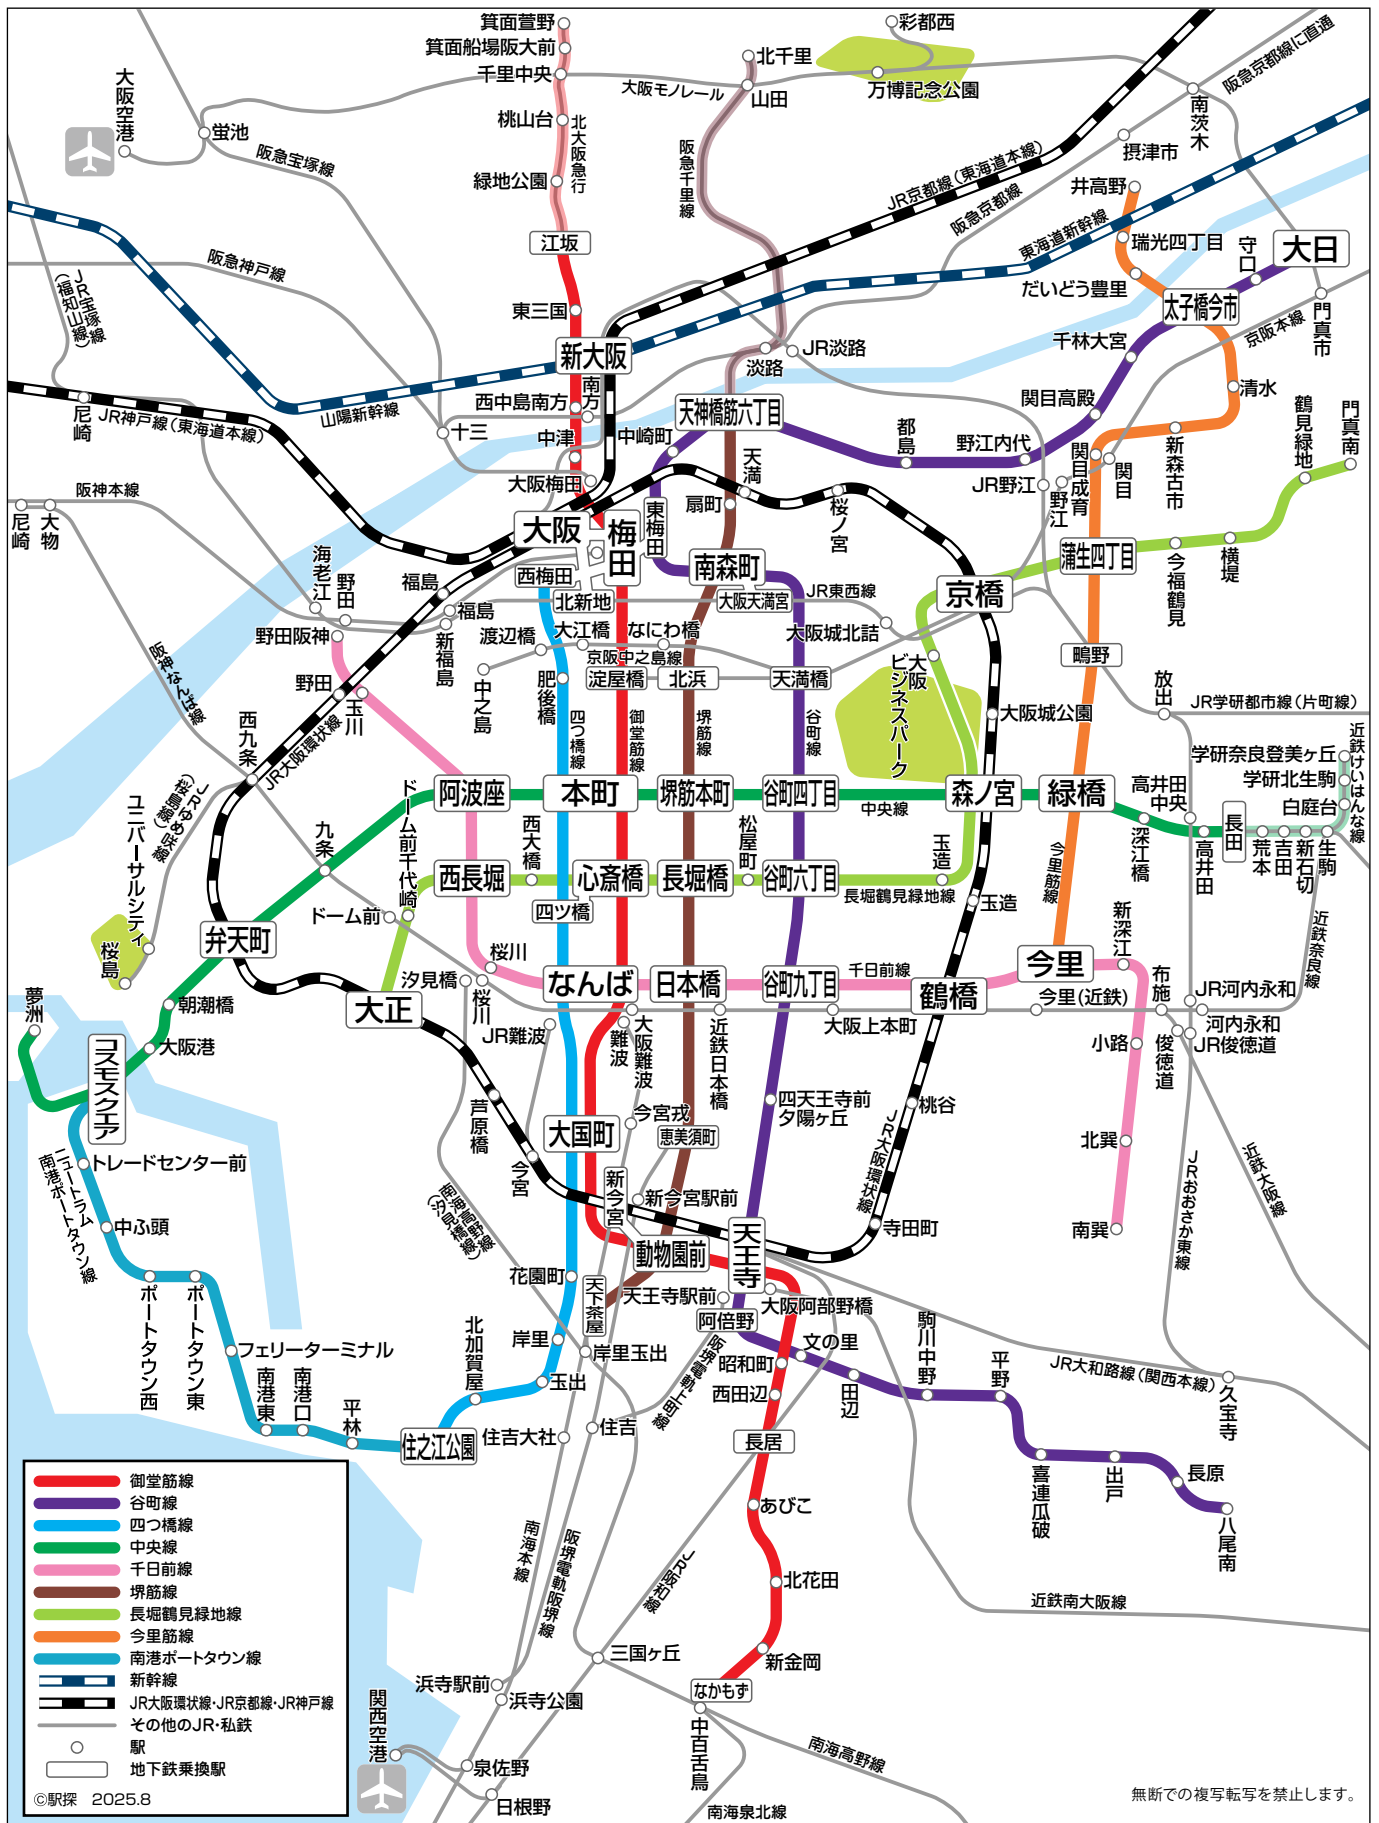 箕面萱野
箕面船場阪大前
千里中央
桃山台
緑地公園
北大阪急行
江坂
東三国
新大阪
彩都西
北千里
山田
万博記念公園
大阪モノレール
阪急千里線
阪急京都線に直通
南茨木
摂津市
大阪空港
蛍池
阪急宝塚線
阪急神戸線
JR宝塚線
(福知山線)
JR京都線(東海道本線)
阪急京都線
東海道新幹線
井高野
瑞光四丁目
だいどう豊里
太子橋今市
守口
大日
門真市
京阪本線
千林大宮
関目高殿
清水
鶴見緑地
門真南
尼崎
JR神戸線(東海道本線)
山陽新幹線
十三
南方
西中島南方
中津
大阪梅田
淡路
JR淡路
天神橋筋六丁目
中崎町
天満
扇町
都島
野江内代
JR野江
野江
関目成育
関目
新森古市
桜ノ宮
阪神本線
尼崎
大物
海老江
野田
福島
福島
新福島
野田阪神
野田
玉川
大阪
梅田
東梅田
西梅田
北新地
南森町
大阪天満宮
JR東西線
大阪城北詰
京橋
蒲生四丁目
今福鶴見
横堤
鴫野
放出
JR学研都市線(片町線)
渡辺橋
大江橋
なにわ橋
京阪中之島線
中之島
肥後橋
淀屋橋
北浜
天満橋
四つ橋線
御堂筋線
堺筋線
谷町線
大阪
ビジネスパーク
大阪城公園
阪神なんば線
西九条
JR大阪環状線
JRゆめ咲線
(桜島線)
ユニバーサルシティ
桜島
九条
ドーム前千代崎
ドーム前
阿波座
本町
堺筋本町
谷町四丁目
中央線
森ノ宮
緑橋
高井田中央
深江橋
高井田
長田
荒本
吉田
新石切
生駒
白庭台
学研北生駒
学研奈良登美ヶ丘
近鉄けいはんな線
近鉄奈良線
西長堀
西大橋
心斎橋
四ツ橋
長堀橋
松屋町
谷町六丁目
長堀鶴見緑地線
玉造
玉造
今里筋線
弁天町
朝潮橋
大阪港
夢洲
コスモスクエア
大正
汐見橋
桜川
桜川
なんば
日本橋
谷町九丁目
千日前線
鶴橋
今里
新深江
今里(近鉄)
布施
JR河内永和
河内永和
JR俊徳道
俊徳道
小路
北巽
南巽
JR難波
難波
大阪難波
近鉄日本橋
大阪上本町
四天王寺前
夕陽ヶ丘
桃谷
JR大阪環状線
寺田町
JRおおさか東線
近鉄大阪線
芦原橋
今宮
大国町
今宮戎
恵美須町
新今宮
新今宮駅前
動物園前
天王寺
天王寺駅前
阿倍野
大阪阿部野橋
南海高野線
(汐見橋線)
花園町
天下茶屋
岸里
岸里玉出
玉出
北加賀屋
住之江公園
トレードセンター前
ニュートラム
南港ポートタウン線
中ふ頭
ポートタウン西
ポートタウン東
フェリーターミナル
南港東
南港口
平林
住吉大社
住吉
阪堺電軌上町線
昭和町
文の里
西田辺
田辺
長居
駒川中野
平野
喜連瓜破
出戸
長原
八尾南
JR大和路線(関西本線)
久宝寺
あびこ
北花田
新金岡
なかもず
中百舌鳥
三国ヶ丘
南海本線
阪堺電軌阪堺線
JR阪和線
近鉄南大阪線
浜寺駅前
浜寺公園
関西空港
泉佐野
日根野
南海高野線
南海泉北線
御堂筋線
谷町線
四つ橋線
中央線
千日前線
堺筋線
長堀鶴見緑地線
今里筋線
南港ポートタウン線
新幹線
JR大阪環状線・JR京都線・JR神戸線
その他のJR・私鉄
駅
地下鉄乗換駅
©駅探 2025.8
無断での複写転写を禁止します。